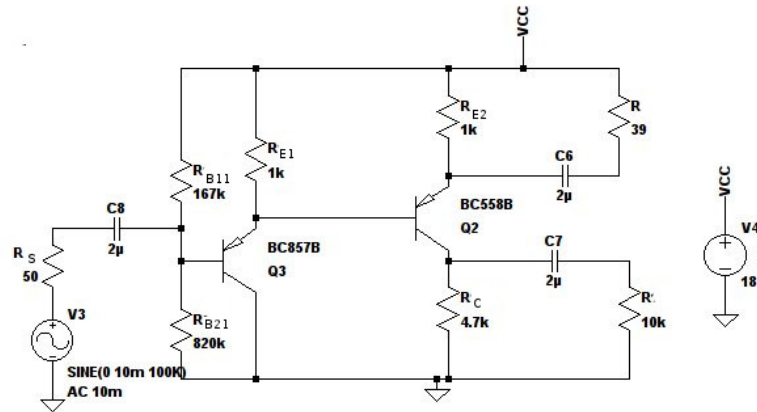 VCC
R E2
1k
R
39
R E1
1k
C6
2µ
R B11
167k
BC558B
Q2
VCC
C8
2µ
BC857B
Q3
C7
2µ
V4
18
R S
50
R C
4.7k
R
10k
V3
R B21
820k
SINE(0 10m 100K)
AC 10m